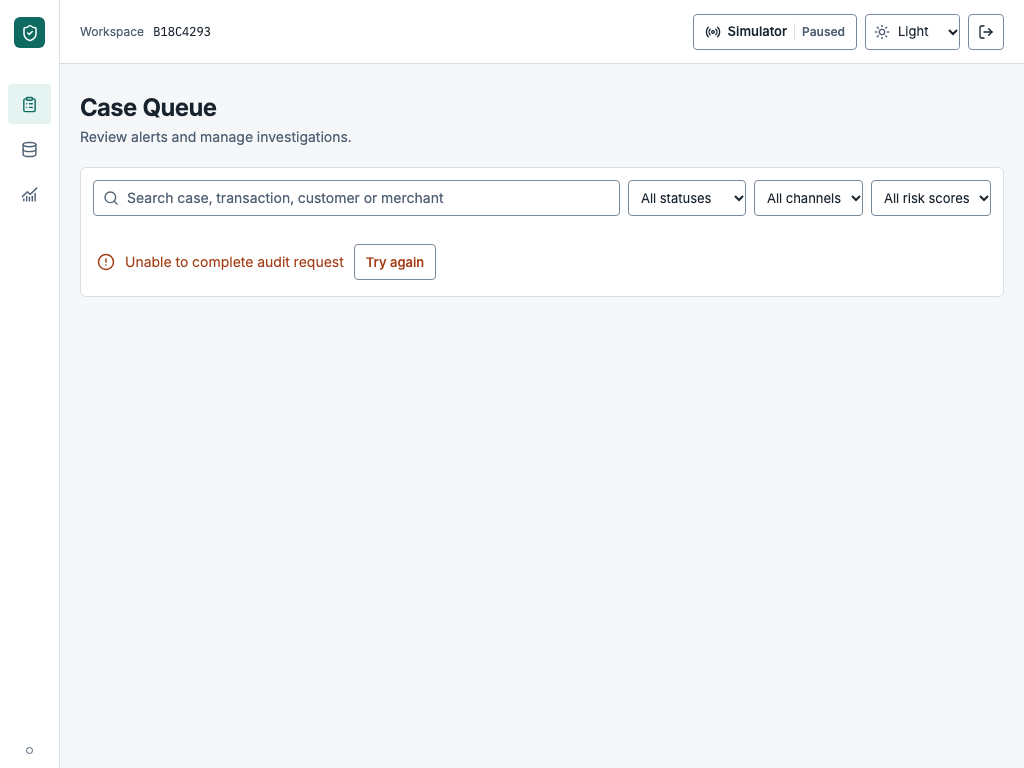 Workspace B18C4293
Simulator Paused
Light
Case Queue
Review alerts and manage investigations.
Search case, transaction, customer or merchant
All statuses
All channels
All risk scores
Unable to complete audit request
Try again